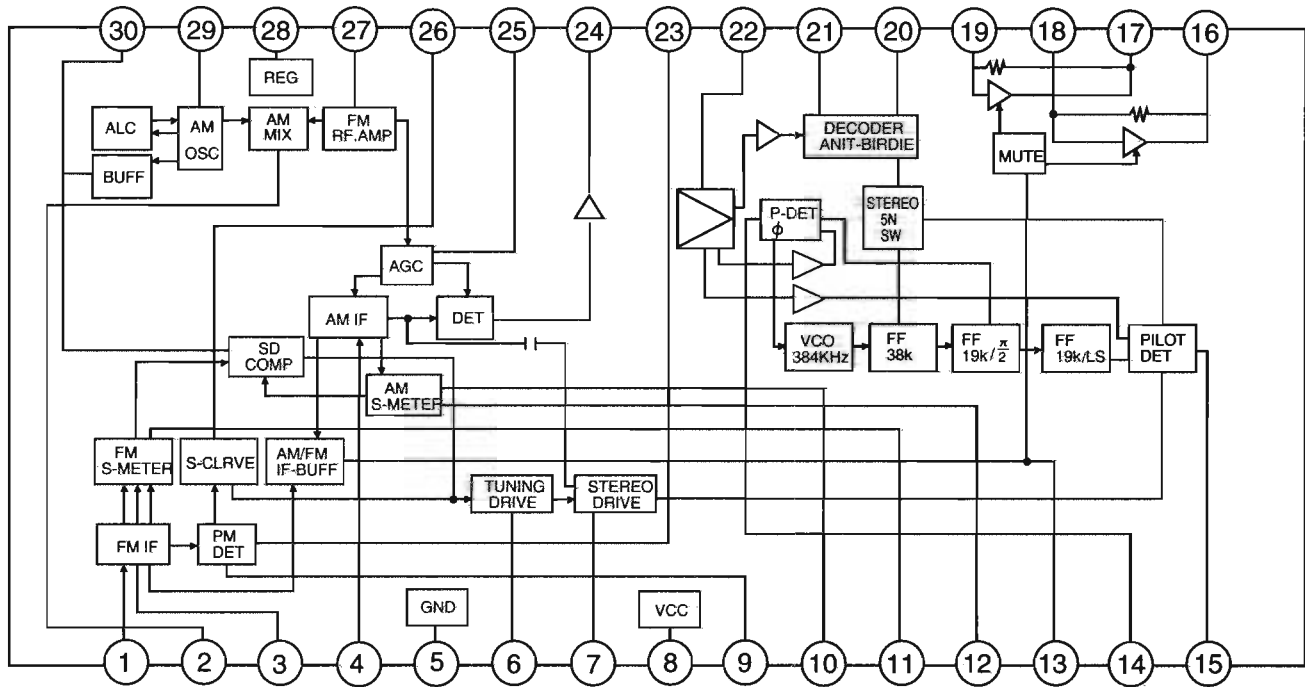 30 29 28 27 26 25 24 23 22 21 20 19 18 17 16
REG
ALC
AM
OSC
AM
MIX
FM
RF.AMP
BUFF
DECODER
ANIT-BIRDIE
MUTE
P-DET
ϕ
STEREO
5N
SW
AGC
AM IF
DET
SD
COMP
AM
S-METER
VCO
384KHz
FF
38k
FF
19k/π/2
FF
19k/LS
PILOT
DET
FM
S-METER
S-CLRVE
AM/FM
IF-BUFF
TUNING
DRIVE
STEREO
DRIVE
FM IF
PM
DET
GND
VCC
1 2 3 4 5 6 7 8 9 10 11 12 13 14 15